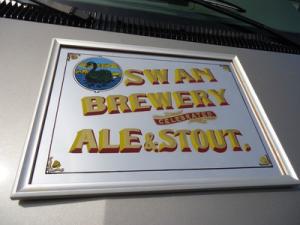 SWAN
BREWERY
CELEBRATED
ALE & STOUT.